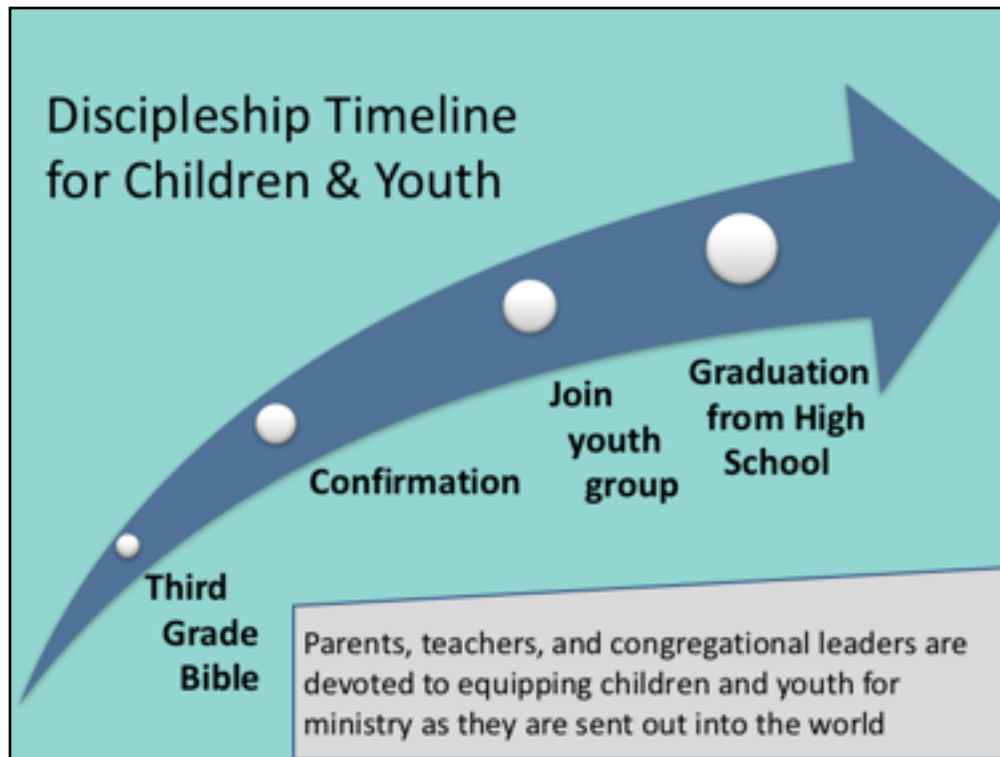 Discipleship Timeline
for Children & Youth
Third
Grade
Bible
Confirmation
Join
youth
group
Graduation
from High
School
Parents, teachers, and congregational leaders are
devoted to equipping children and youth for
ministry as they are sent out into the world